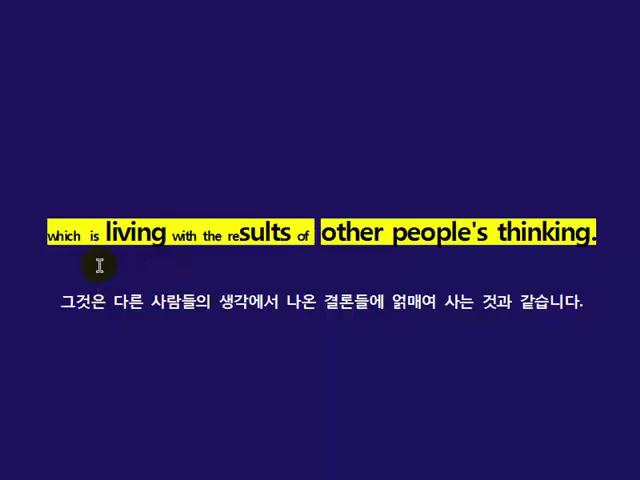 which is living with the results of other people's thinking.
그것은 다른 사람들의 생각에서 나온 결론들에 얽매여 사는 것과 같습니다.